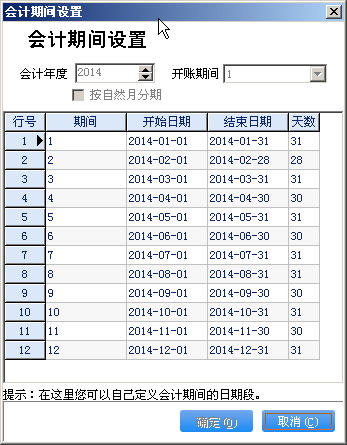 会计期间设置
会计期间设置
会计年度 2014 开账期间 1
按自然月分期
行号 期间 开始日期 结束日期 天数
1 1 2014-01-01 2014-01-31 31
2 2 2014-02-01 2014-02-28 28
3 3 2014-03-01 2014-03-31 31
4 4 2014-04-01 2014-04-30 30
5 5 2014-05-01 2014-05-31 31
6 6 2014-06-01 2014-06-30 30
7 7 2014-07-01 2014-07-31 31
8 8 2014-08-01 2014-08-31 31
9 9 2014-09-01 2014-09-30 30
10 10 2014-10-01 2014-10-31 31
11 11 2014-11-01 2014-11-30 30
12 12 2014-12-01 2014-12-31 31
提示：在这里您可以自己定义会计期间的日期段。
确定(O) 取消(C)